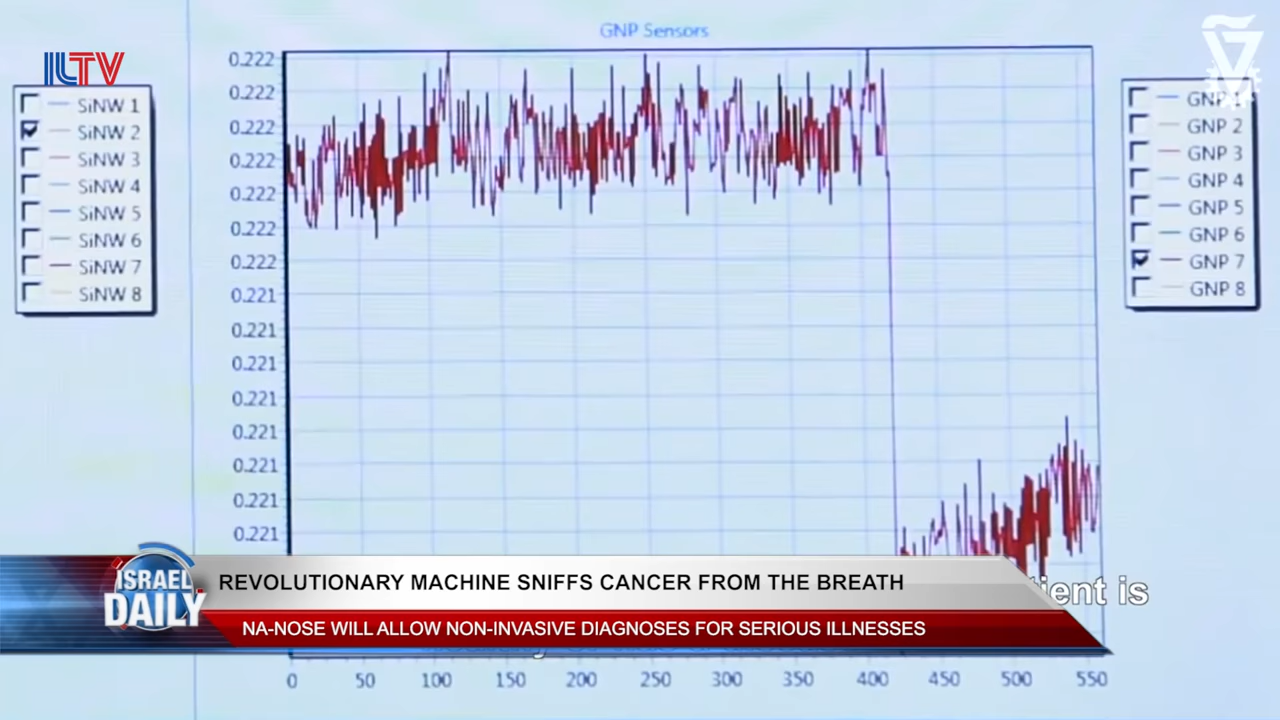 GNP Sensors
ILTV
SiNW 1
SiNW 2
SiNW 3
SiNW 4
SiNW 5
SiNW 6
SiNW 7
SiNW 8
0.222
0.222
0.222
0.222
0.222
0.222
0.222
0.221
0.221
0.221
0.221
0.221
0.221
0.221
0.221
GNP
GNP 2
GNP 3
GNP 4
GNP 5
GNP 6
GNP 7
GNP 8
ISRAEL
DAILY
REVOLUTIONARY MACHINE SNIFFS CANCER FROM THE BREATH
is
NA-NOSE WILL ALLOW NON-INVASIVE DIAGNOSES FOR SERIOUS ILLNESSES
0 50 100 150 200 250 300 350 400 450 500 550